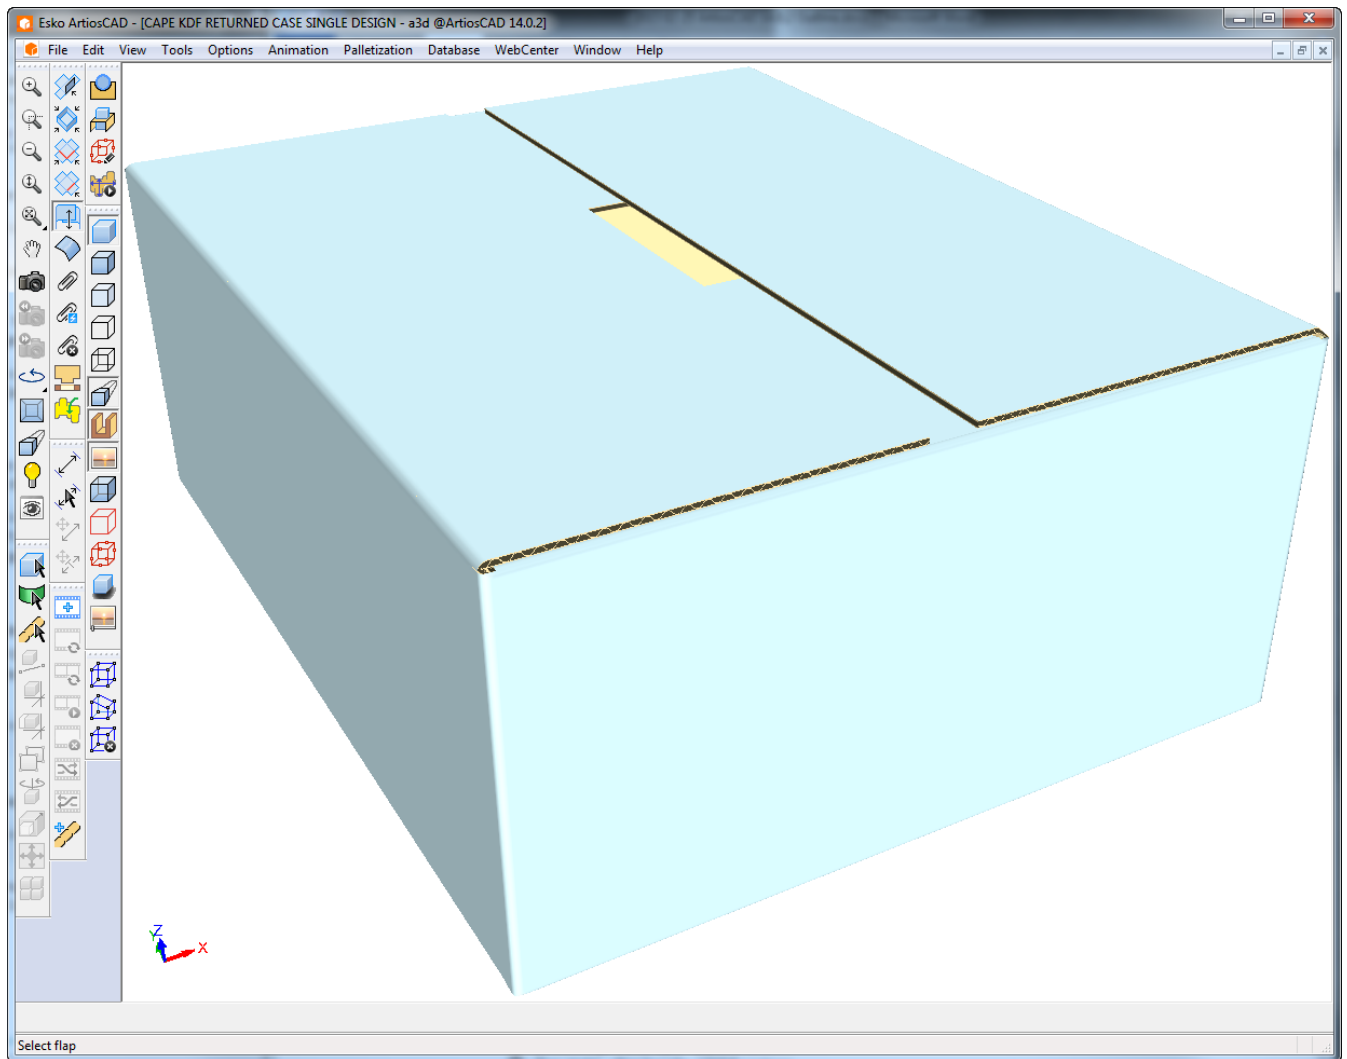 Esko ArtiosCAD - [CAPE KDF RETURNED CASE SINGLE DESIGN - a3d @ArtiosCAD 14.0.2]
File Edit View Tools Options Animation Palletization Database WebCenter Window Help
Z
Y
X
Select flap